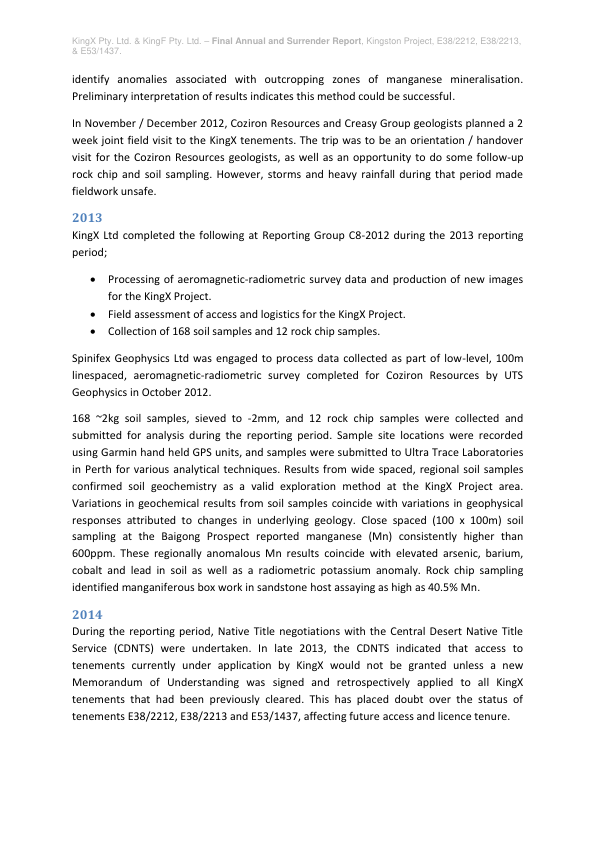 KingX Pty. Ltd. & KingF Pty. Ltd. – Final Annual and Surrender Report, Kingston Project, E38/2212, E38/2213,
& E53/1437.
identify anomalies associated with outcropping zones of manganese mineralisation.
Preliminary interpretation of results indicates this method could be successful.
In November / December 2012, Coziron Resources and Creasy Group geologists planned a 2
week joint field visit to the KingX tenements. The trip was to be an orientation / handover
visit for the Coziron Resources geologists, as well as an opportunity to do some follow-up
rock chip and soil sampling. However, storms and heavy rainfall during that period made
fieldwork unsafe.
2013
KingX Ltd completed the following at Reporting Group C8-2012 during the 2013 reporting
period;
• Processing of aeromagnetic-radiometric survey data and production of new images
for the KingX Project.
• Field assessment of access and logistics for the KingX Project.
• Collection of 168 soil samples and 12 rock chip samples.
Spinifex Geophysics Ltd was engaged to process data collected as part of low-level, 100m
linespaced, aeromagnetic-radiometric survey completed for Coziron Resources by UTS
Geophysics in October 2012.
168 ~2kg soil samples, sieved to -2mm, and 12 rock chip samples were collected and
submitted for analysis during the reporting period. Sample site locations were recorded
using Garmin hand held GPS units, and samples were submitted to Ultra Trace Laboratories
in Perth for various analytical techniques. Results from wide spaced, regional soil samples
confirmed soil geochemistry as a valid exploration method at the KingX Project area.
Variations in geochemical results from soil samples coincide with variations in geophysical
responses attributed to changes in underlying geology. Close spaced (100 x 100m) soil
sampling at the Baigong Prospect reported manganese (Mn) consistently higher than
600ppm. These regionally anomalous Mn results coincide with elevated arsenic, barium,
cobalt and lead in soil as well as a radiometric potassium anomaly. Rock chip sampling
identified manganiferous box work in sandstone host assaying as high as 40.5% Mn.
2014
During the reporting period, Native Title negotiations with the Central Desert Native Title
Service (CDNTS) were undertaken. In late 2013, the CDNTS indicated that access to
tenements currently under application by KingX would not be granted unless a new
Memorandum of Understanding was signed and retrospectively applied to all KingX
tenements that had been previously cleared. This has placed doubt over the status of
tenements E38/2212, E38/2213 and E53/1437, affecting future access and licence tenure.